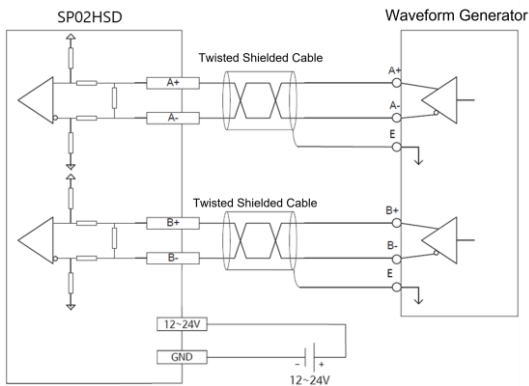 SP02HSD
Waveform Generator
Twisted Shielded Cable
A+
A+
A-
A-
E
Twisted Shielded Cable
B+
B+
B-
B-
E
12~24V
GND
- +
12~24V